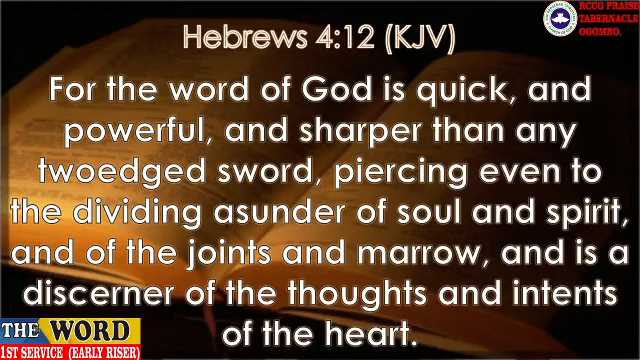 Hebrews 4:12 (KJV)
RCCG PRAISE
TABERNACLE
OGOMBO.
For the word of God is quick, and
powerful, and sharper than any
twoedged sword, piercing even to
the dividing asunder of soul and spirit,
and of the joints and marrow, and is a
discerner of the thoughts and intents
of the heart.
THE WORD
1ST SERVICE (EARLY RISER)